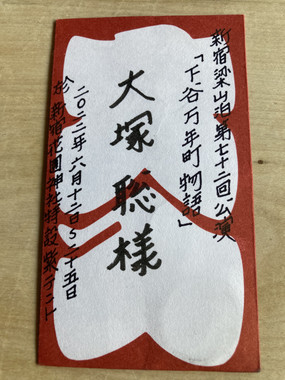 新宿梁山泊第七十二回公演
「下谷万年町物語」
大塚聡様
二〇二二年六月十二日〜二十五日
於 新宿花園神社特設紫テント